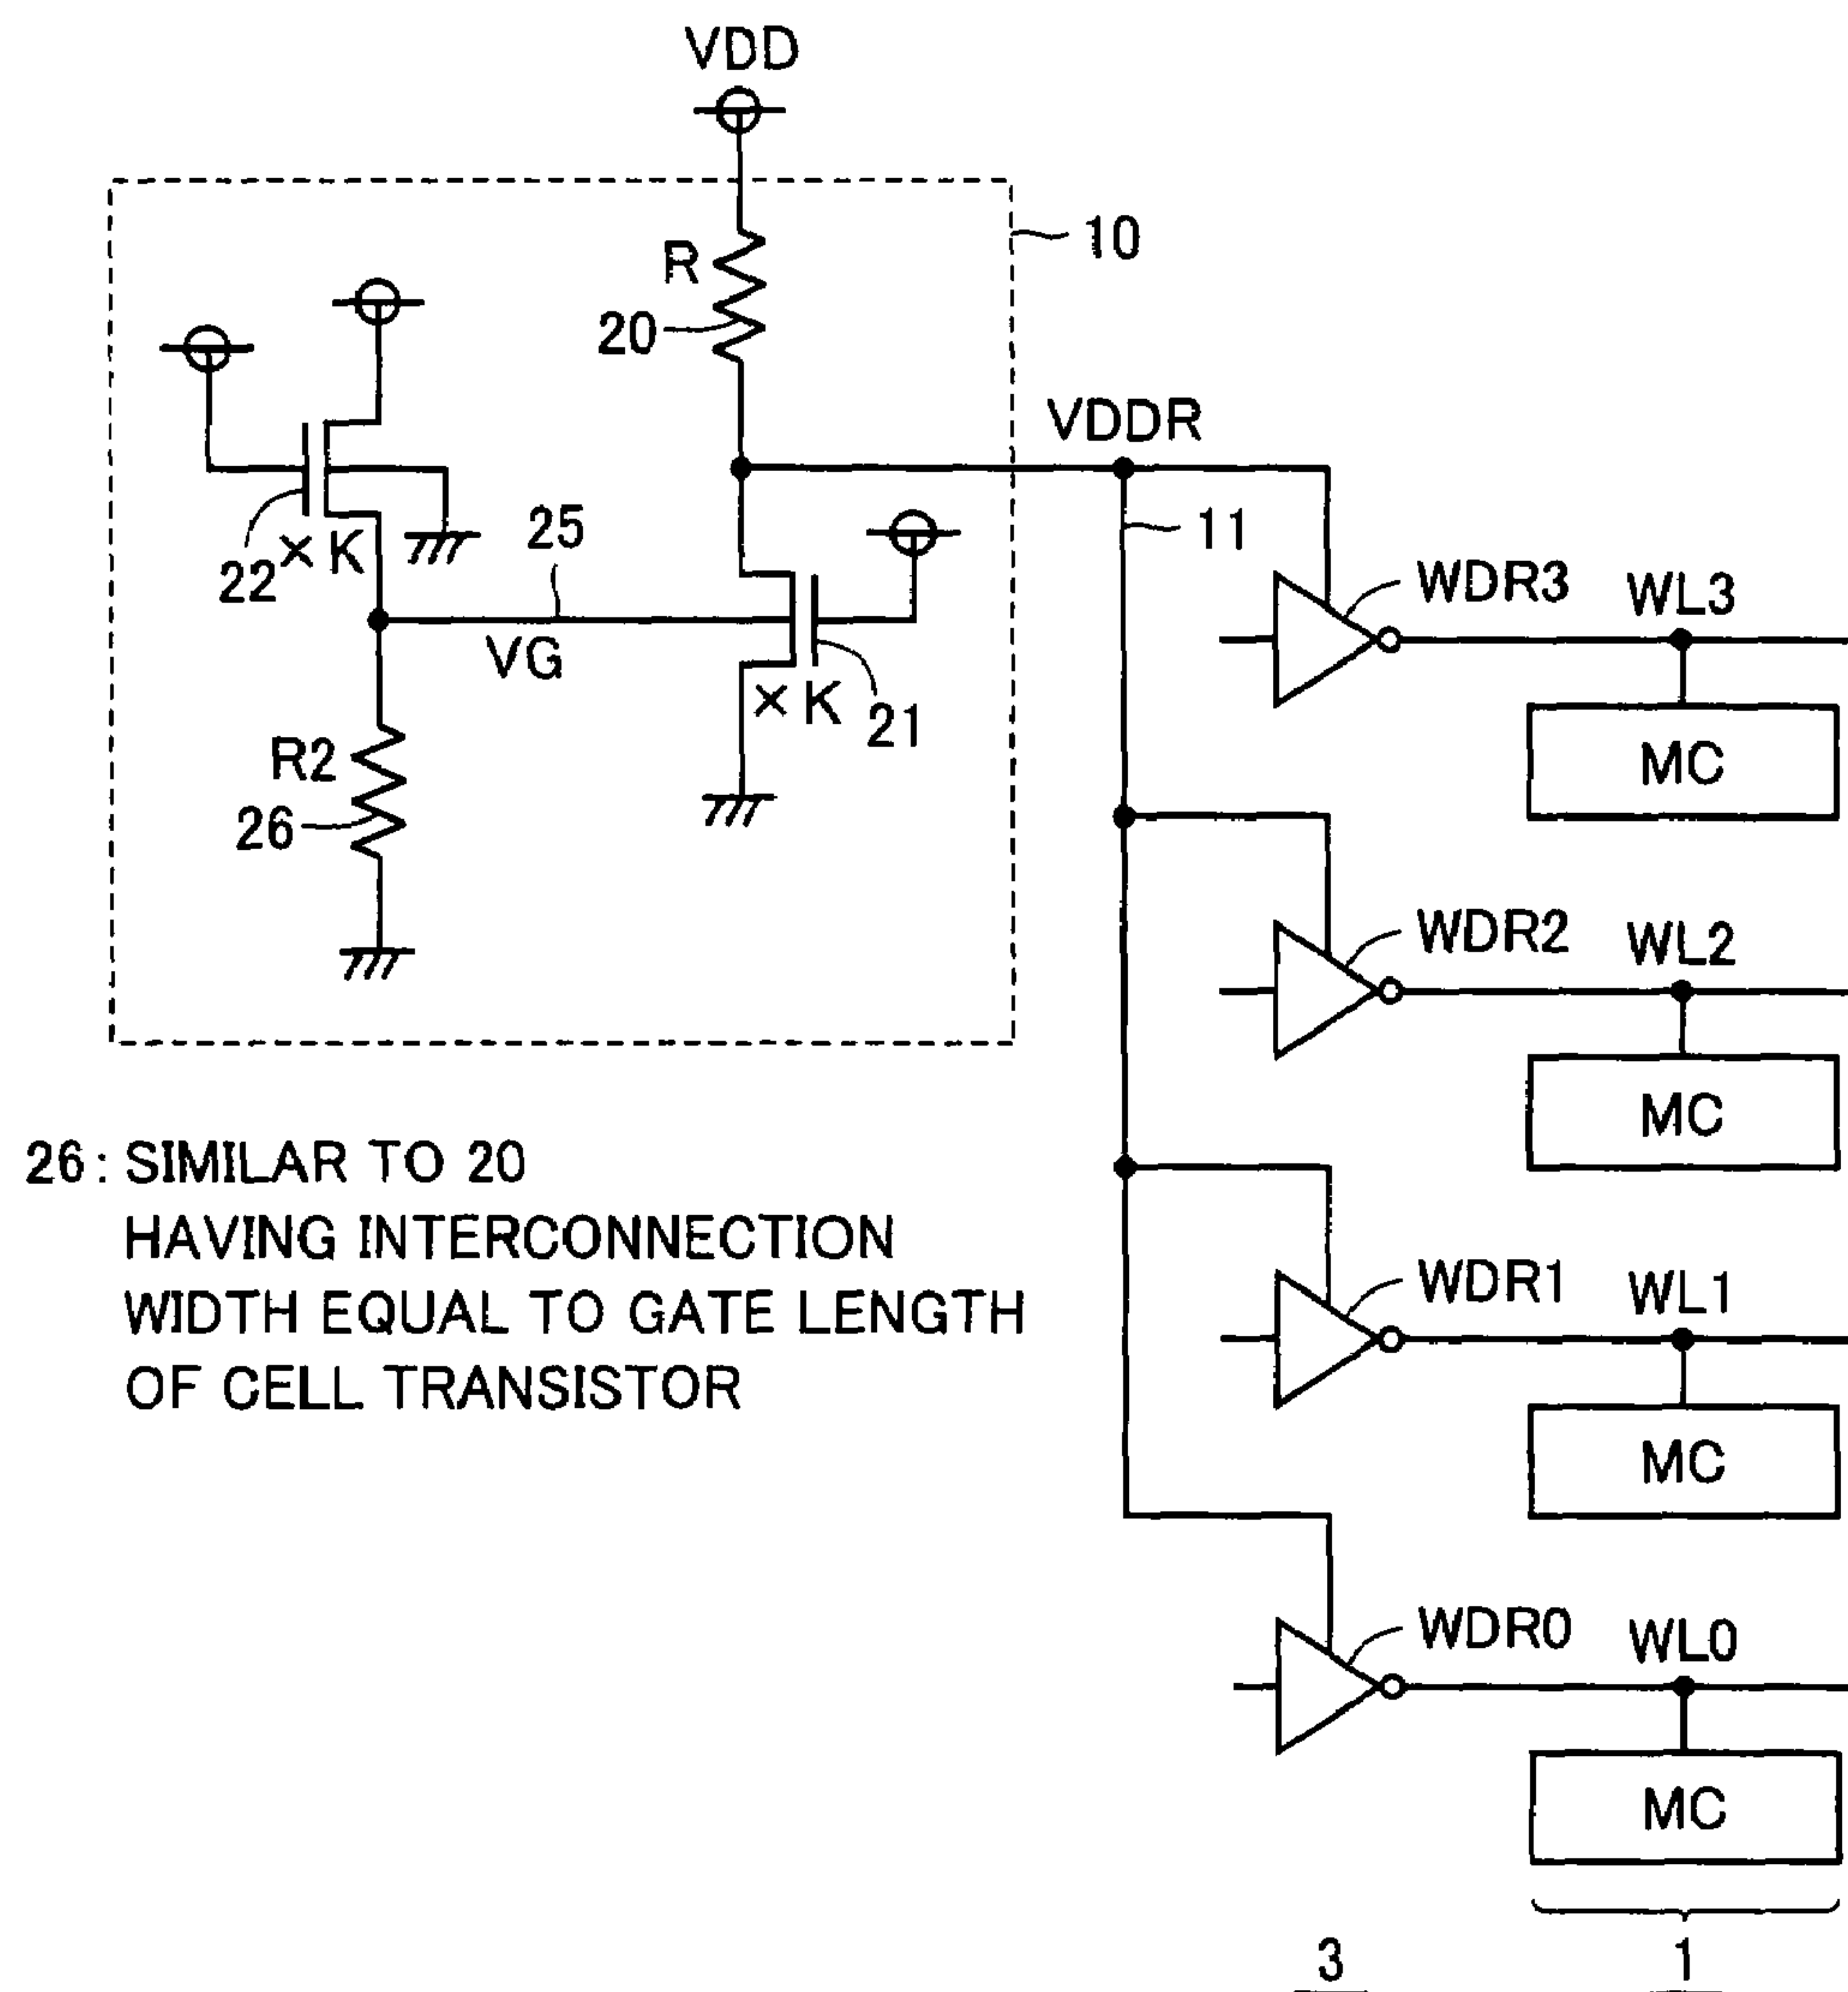 VDD
10
R
20
VDDR
22
×K
25
11
VG
WDR3
WL3
×K
21
MC
R2
26
WDR2
WL2
MC
26: SIMILAR TO 20
HAVING INTERCONNECTION
WIDTH EQUAL TO GATE LENGTH
OF CELL TRANSISTOR
WDR1
WL1
MC
WDR0
WL0
MC
3
1